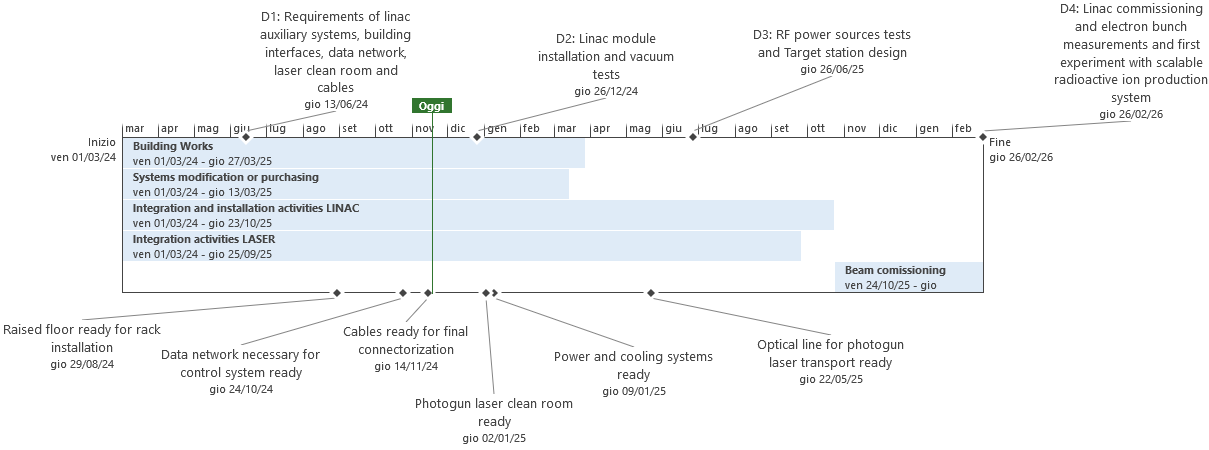 D1: Requirements of linac
auxiliary systems, building
interfaces, data network,
laser clean room and
cables
gio 13/06/24
D2: Linac module
installation and vacuum
tests
gio 26/12/24
D3: RF power sources tests
and Target station design
gio 26/06/25
D4: Linac commissioning
and electron bunch
measurements and first
experiment with scalable
radioactive ion production
system
gio 26/02/26
Oggi
mar apr mag giu lug ago set ott nov dic gen feb mar apr mag giu lug ago set ott nov dic gen feb
Inizio
ven 01/03/24
Fine
gio 26/02/26
Building Works
ven 01/03/24 - gio 27/03/25
Systems modification or purchasing
ven 01/03/24 - gio 13/03/25
Integration and installation activities LINAC
ven 01/03/24 - gio 23/10/25
Integration activities LASER
ven 01/03/24 - gio 25/09/25
Beam comissioning
ven 24/10/25 - gio
Raised floor ready for rack
installation
gio 29/08/24
Data network necessary for
control system ready
gio 24/10/24
Cables ready for final
connectorization
gio 14/11/24
Photogun laser clean room
ready
gio 02/01/25
Power and cooling systems
ready
gio 09/01/25
Optical line for photogun
laser transport ready
gio 22/05/25